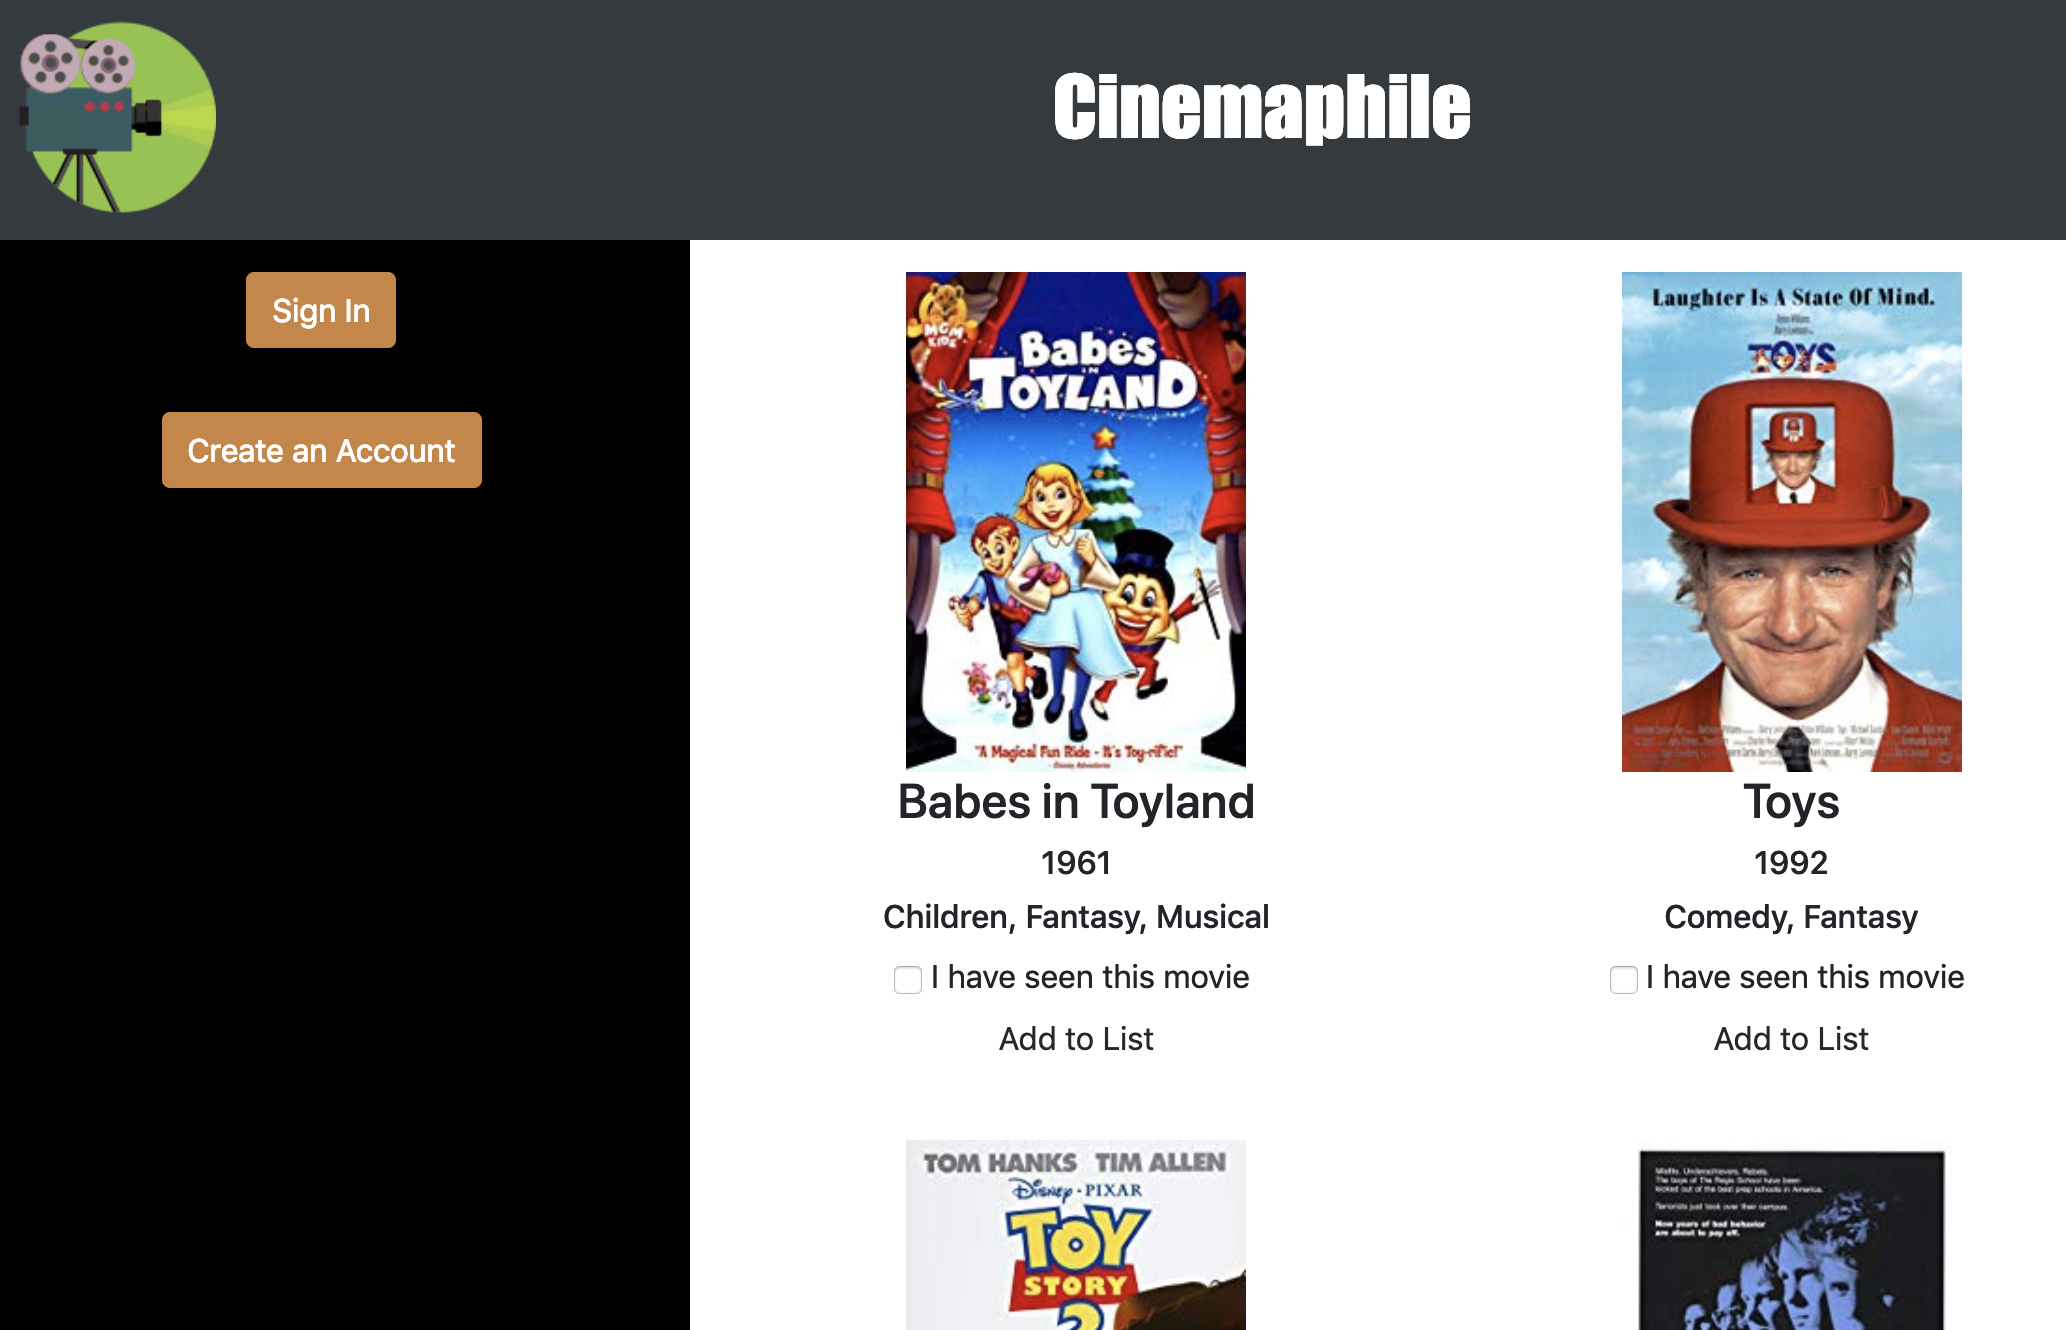 Cinemaphile
Sign In
Create an Account
MGM
KIDS
Babes
IN
TOYLAND
"A Magical Fun Ride - It's Toy-rific!"
- Disney Adventures
Babes in Toyland
1961
Children, Fantasy, Musical
I have seen this movie
Add to List
Laughter Is A State Of Mind.
Robin Williams
TOYS
Toys
1992
Comedy, Fantasy
I have seen this movie
Add to List
TOM HANKS TIM ALLEN
Disney · PIXAR
TOY
STORY
2
Misfits. Underachievers. Rebels.
The boys of The Regis School have been
kicked out of the best prep schools in America.
Terrorists just took over their campus.
Now years of bad behavior
are about to pay off.